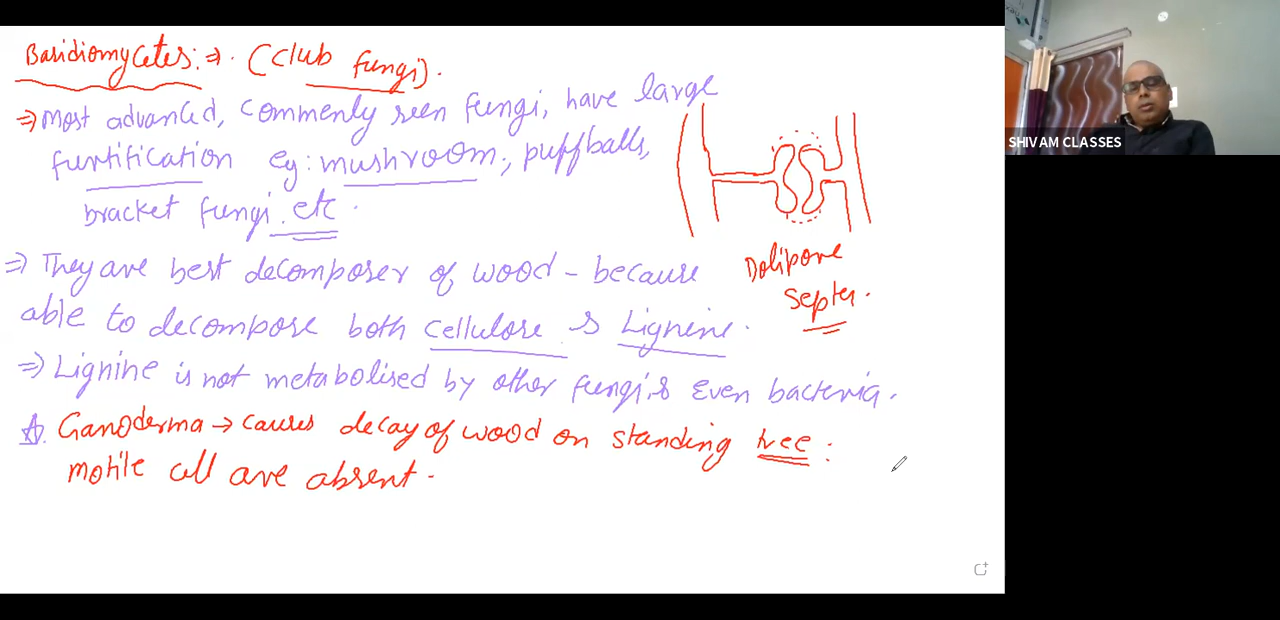 Basidiomycetes :⇒ . (Club fungi).
⇒ Most advanced, commenly seen fungi, have large
furtification eg: mushroom, puffballs,
bracket fungi. etc.
⇒ They are best decomposer of wood - because
able to decompose both cellulose & Lignine.
⇒ Lignine is not metabolised by other fungi & Even bacteria.
Ganoderma → causes decay of wood on standing tree :
motile cell are absent.
Dolipore
Septa.
SHIVAM CLASSES